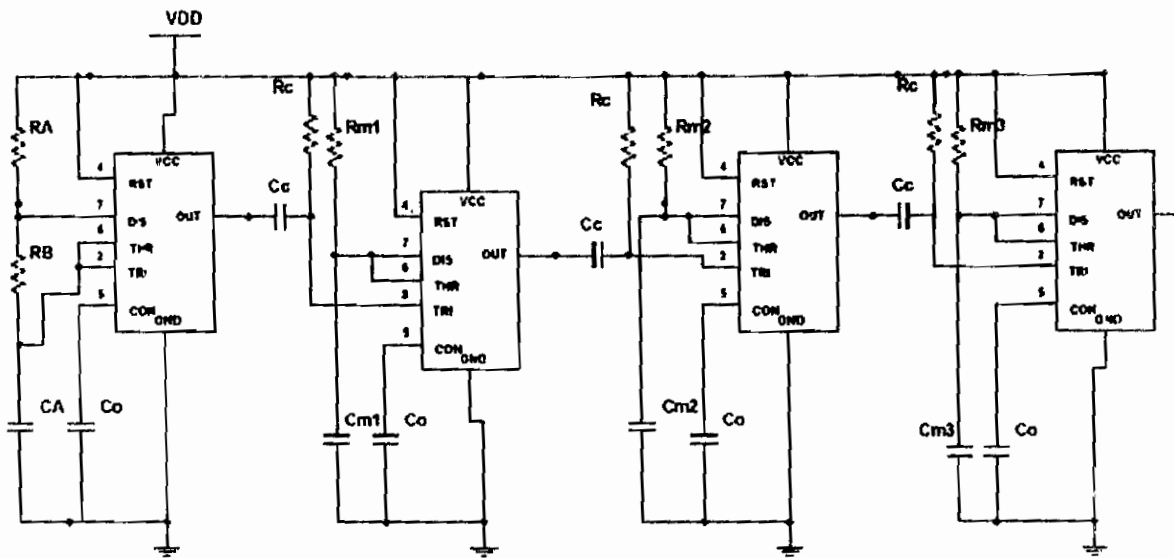 VDD
RA
RB
CA
Co
4
7
6
2
5
VCC
RST
DIS
OUT
THR
TRI
CON
GND
Cc
Rc
Rm1
Cm1
Co
4
7
6
VCC
RST
DIS
OUT
THR
TRI
CON
GND
Cc
Rc
Rm2
Cm2
Co
4
7
6
2
5
VCC
RST
DIS
OUT
THR
TRI
CON
GND
Cc
Rc
Rm3
Cm3
Co
4
7
6
2
5
VCC
RST
DIS
OUT
THR
TRI
CON
GND